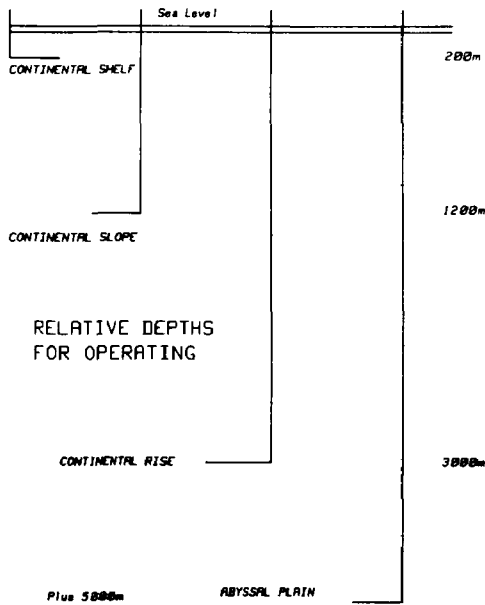 Sea Level
200m
CONTINENTAL SHELF
1200m
CONTINENTAL SLOPE
RELATIVE DEPTHS
FOR OPERATING
CONTINENTAL RISE
3000m
Plus 5000m
ABYSSAL PLAIN